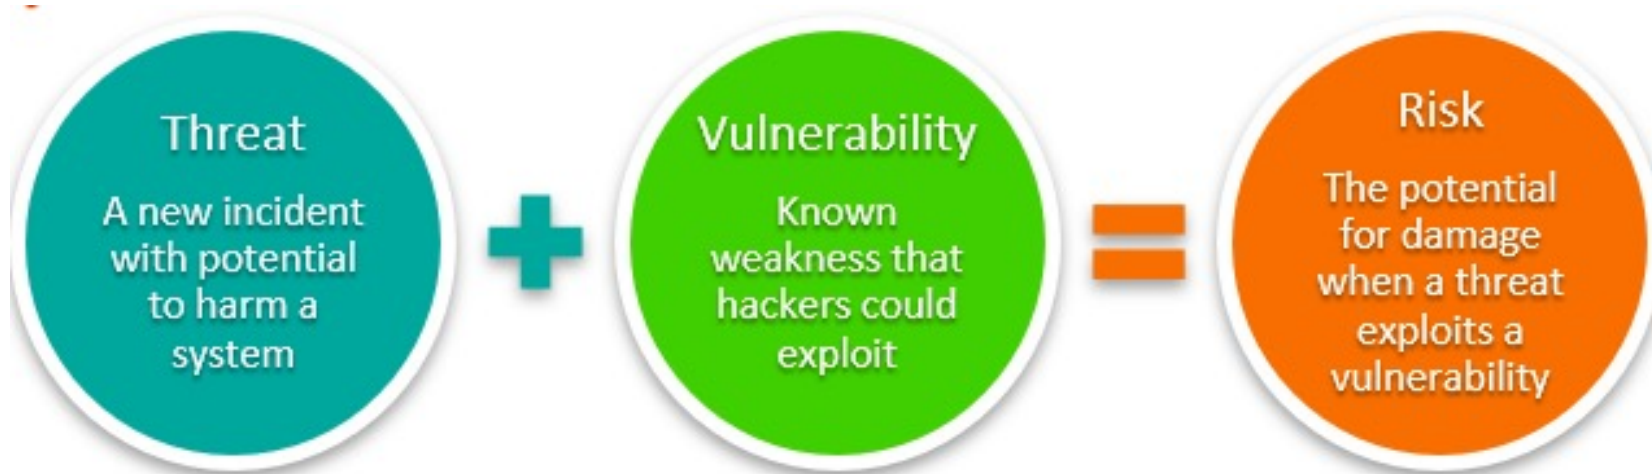 Threat
A new incident
with potential
to harm a
system
Vulnerability
Known
weakness that
hackers could
exploit
Risk
The potential
for damage
when a threat
exploits a
vulnerability